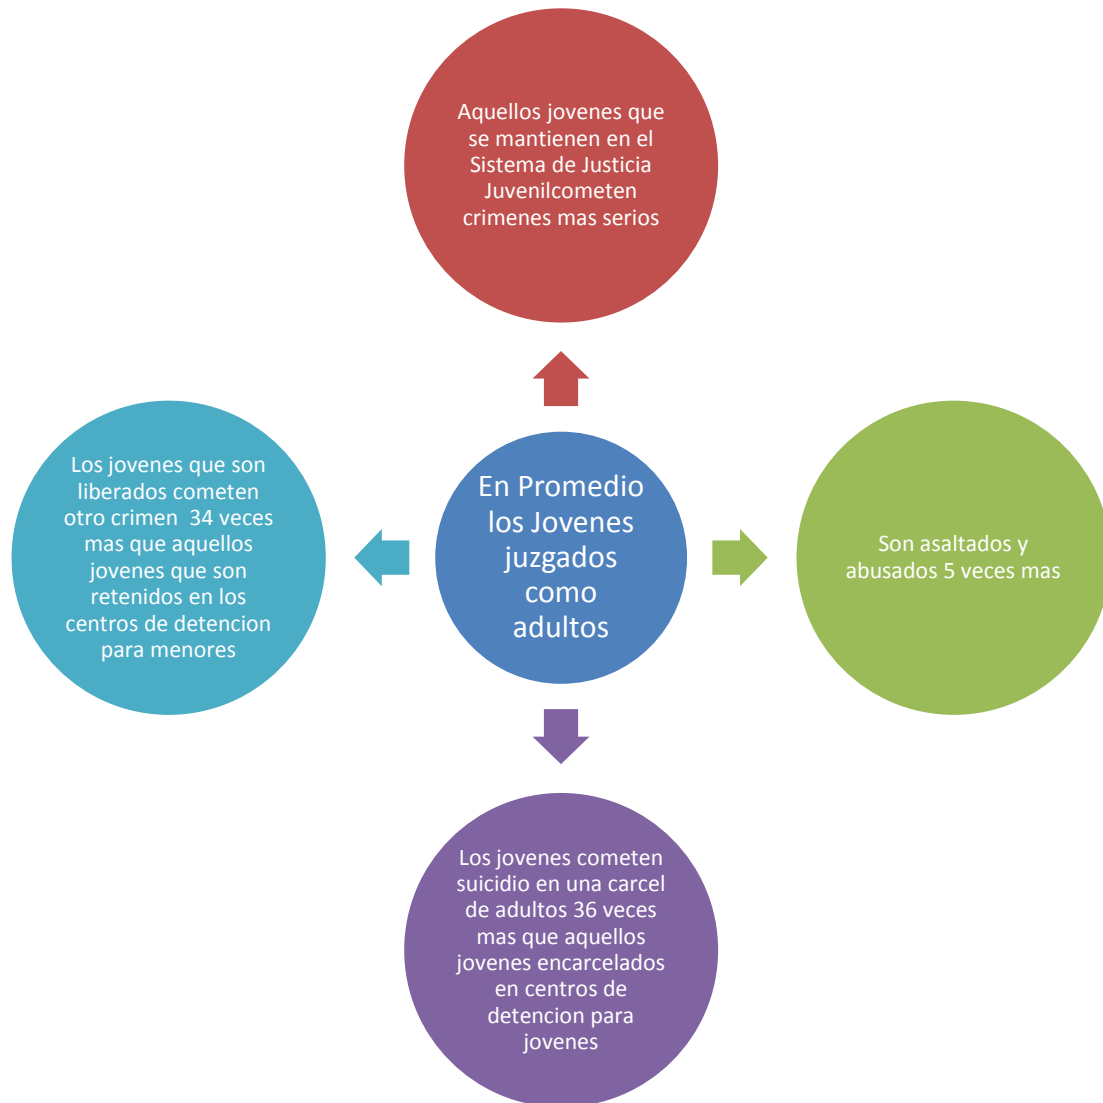 Aquellos jovenes que
se mantienen en el
Sistema de Justicia
Juvenilcometen
crimenes mas serios
Los jovenes que son
liberados cometen
otro crimen  34 veces
mas que aquellos
jovenes que son
retenidos en los
centros de detencion
para menores
En Promedio
los Jovenes
juzgados
como
adultos
Son asaltados y
abusados 5 veces mas
Los jovenes cometen
suicidio en una carcel
de adultos 36 veces
mas que aquellos
jovenes encarcelados
en centros de
detencion para
jovenes